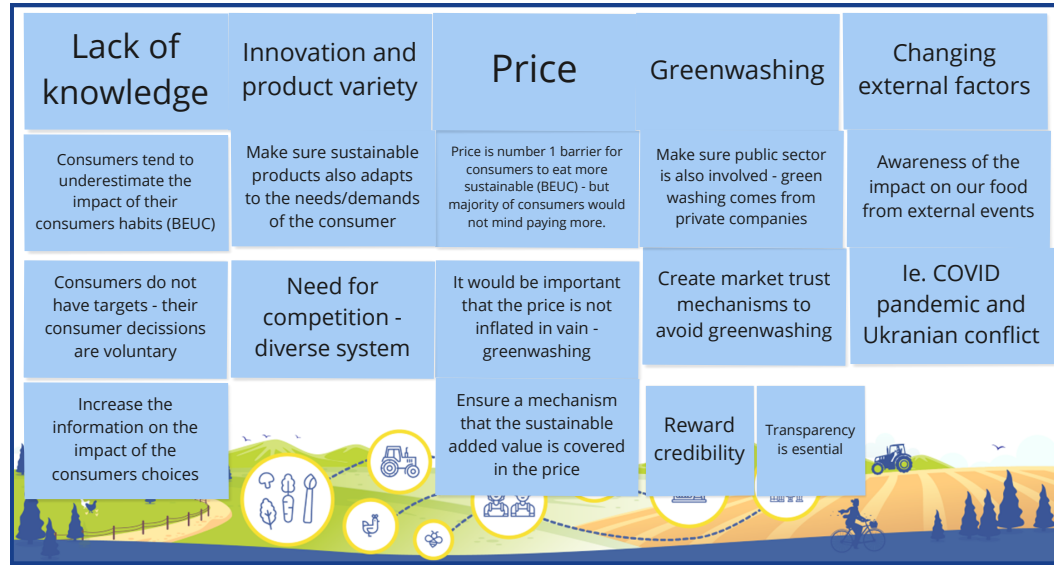 Lack of
knowledge
Innovation and
product variety
Price
Greenwashing
Changing
external factors
Consumers tend to
underestimate the
impact of their
consumers habits (BEUC)
Make sure sustainable
products also adapts
to the needs/demands
of the consumer
Price is number 1 barrier for
consumers to eat more
sustainable (BEUC) - but
majority of consumers would
not mind paying more.
Make sure public sector
is also involved - green
washing comes from
private companies
Awareness of the
impact on our food
from external events
Consumers do not
have targets - their
consumer decissions
are voluntary
Need for
competition -
diverse system
It would be important
that the price is not
inflated in vain -
greenwashing
Create market trust
mechanisms to
avoid greenwashing
Ie. COVID
pandemic and
Ukranian conflict
Increase the
information on the
impact of the
consumers choices
Ensure a mechanism
that the sustainable
added value is covered
in the price
Reward
credibility
Transparency
is esential